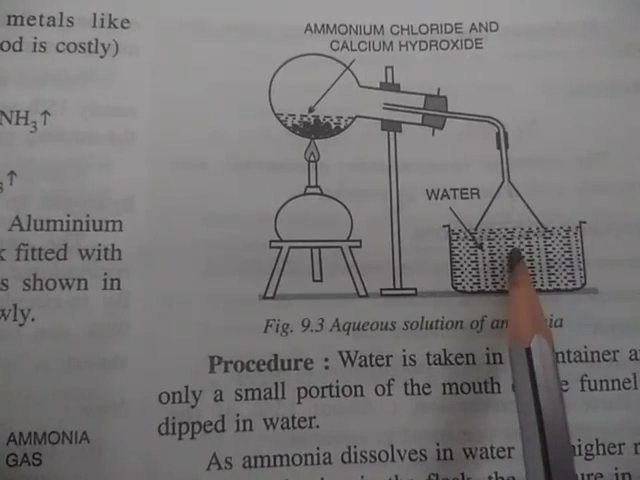 metals like
od is costly)
NH₃↑
₃↑
Aluminium
fitted with
s shown in
wly.
AMMONIA
GAS
AMMONIUM CHLORIDE AND
CALCIUM HYDROXIDE
WATER
Fig. 9.3 Aqueous solution of
Procedure : Water is taken in
only a small portion of the mouth funnel
dipped in water.
As ammonia dissolves in water higher